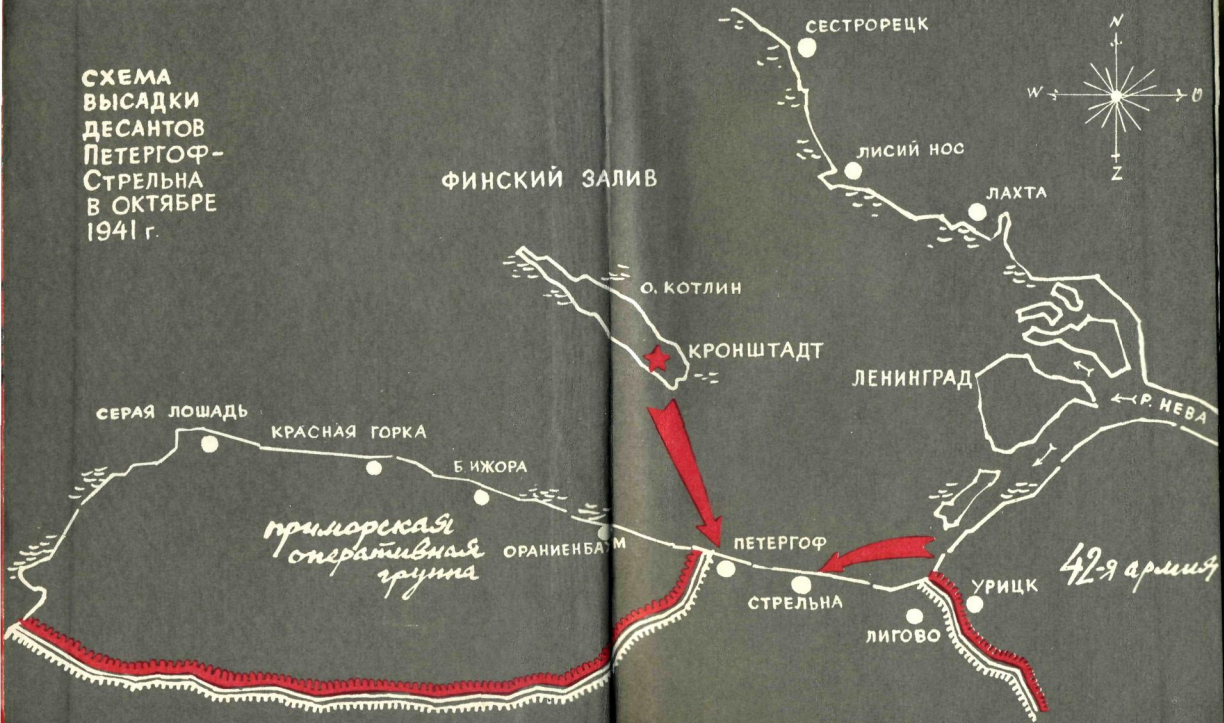 СХЕМА
ВЫСАДКИ
ДЕСАНТОВ
ПЕТЕРГОФ-
СТРЕЛЬНА
В ОКТЯБРЕ
1941 г.
СЕСТРОРЕЦК
N
W
O
Z
ЛИСИЙ НОС
ЛАХТА
ФИНСКИЙ ЗАЛИВ
О. КОТЛИН
КРОНШТАДТ
ЛЕНИНГРАД
Р. НЕВА
СЕРАЯ ЛОШАДЬ
КРАСНАЯ ГОРКА
Б. ИЖОРА
приморская
оперативная
группа
ОРАНИЕНБАУМ
ПЕТЕРГОФ
СТРЕЛЬНА
42-я армия
УРИЦК
ЛИГОВО